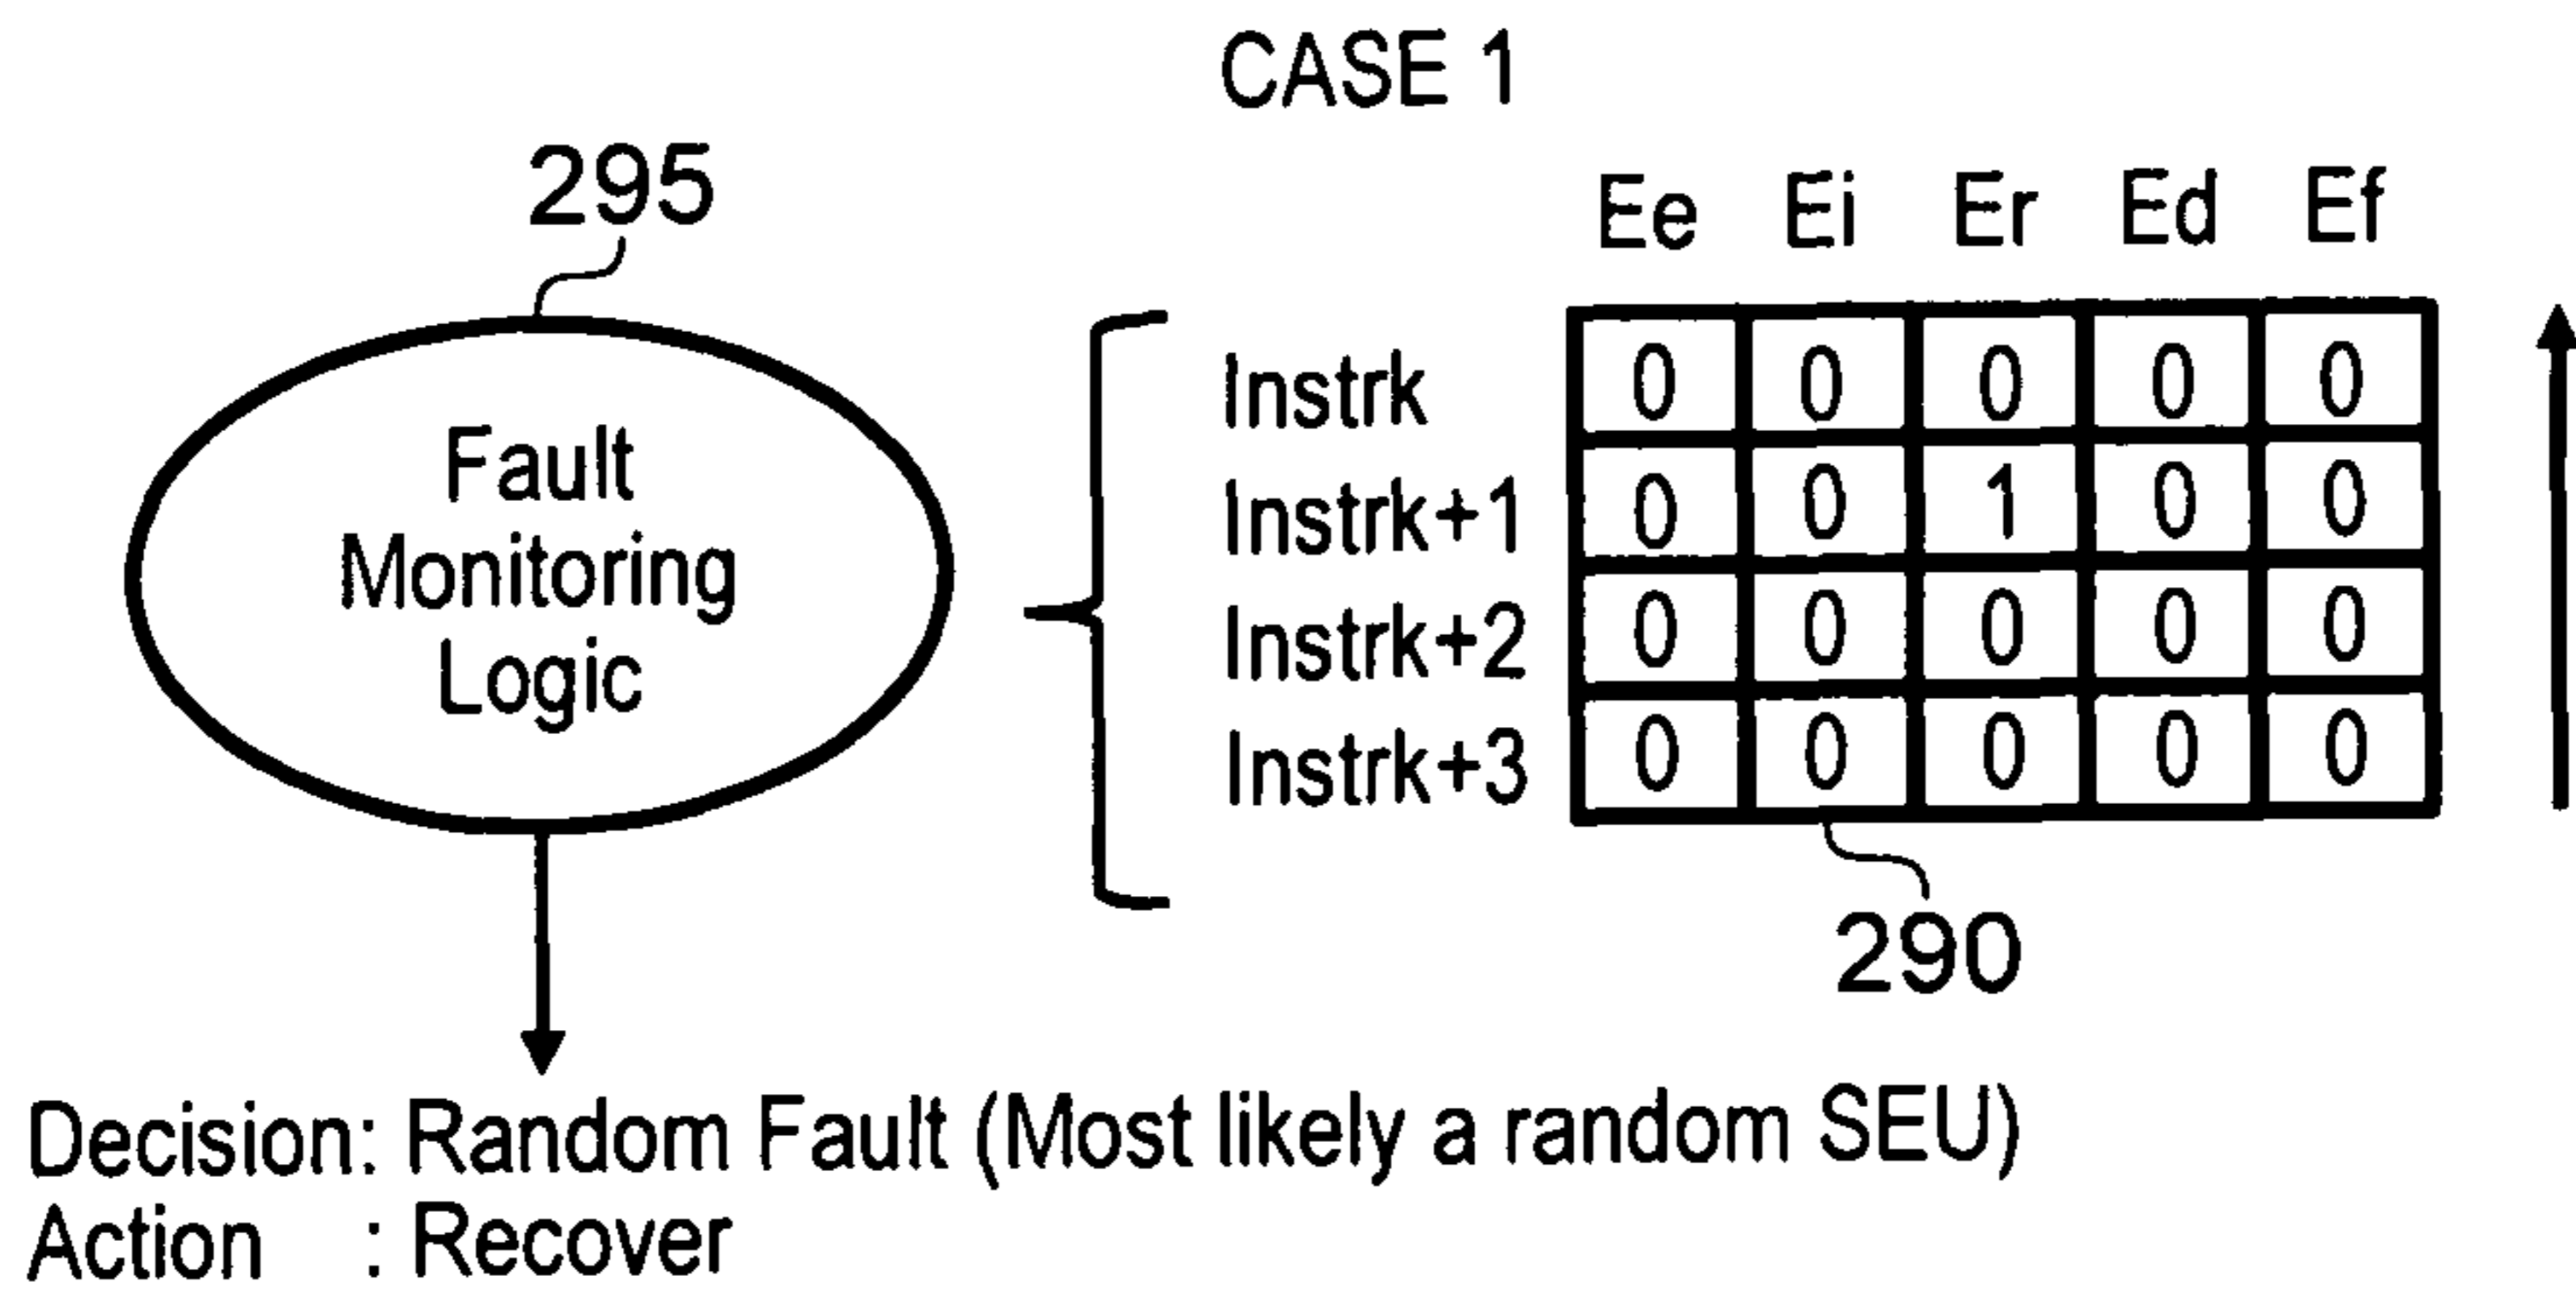 CASE 1
295
Ee Ei Er Ed Ef
Fault
Monitoring
Logic
Instrk 0 0 0 0 0
Instrk+1 0 0 1 0 0
Instrk+2 0 0 0 0 0
Instrk+3 0 0 0 0 0
290
Decision: Random Fault (Most likely a random SEU)
Action : Recover